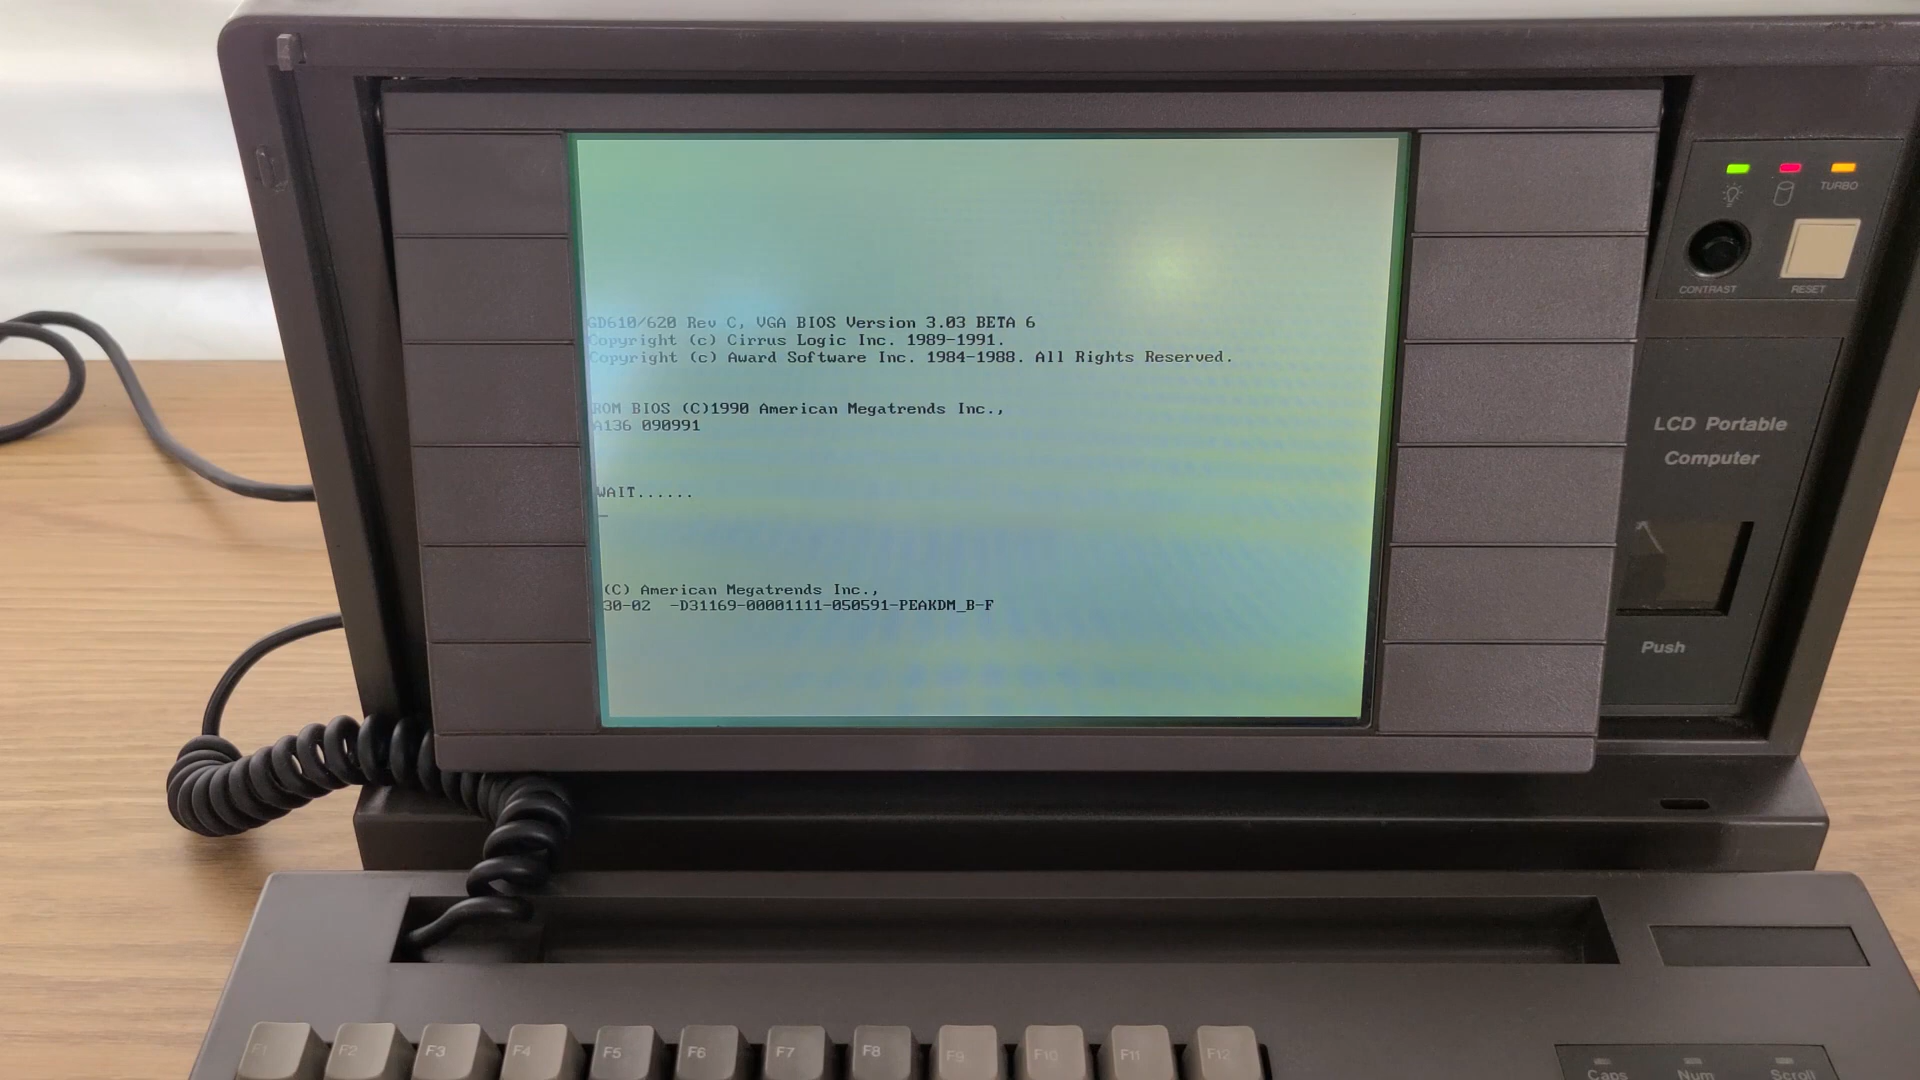 GD610/620 Rev C, VGA BIOS Version 3.03 BETA 6
Copyright (c) Cirrus Logic Inc. 1989-1991.
Copyright (c) Award Software Inc. 1984-1988. All Rights Reserved.
ROM BIOS (C)1990 American Megatrends Inc.,
A136 090991
WAIT......
_
(C) American Megatrends Inc.,
30-02 -D31169-00001111-050591-PEAKDM_B-F
TURBO
CONTRAST
RESET
LCD Portable
Computer
Push
F1 F2 F3 F4 F5 F6 F7 F8 F9 F10 F11 F12
Caps Num Scroll